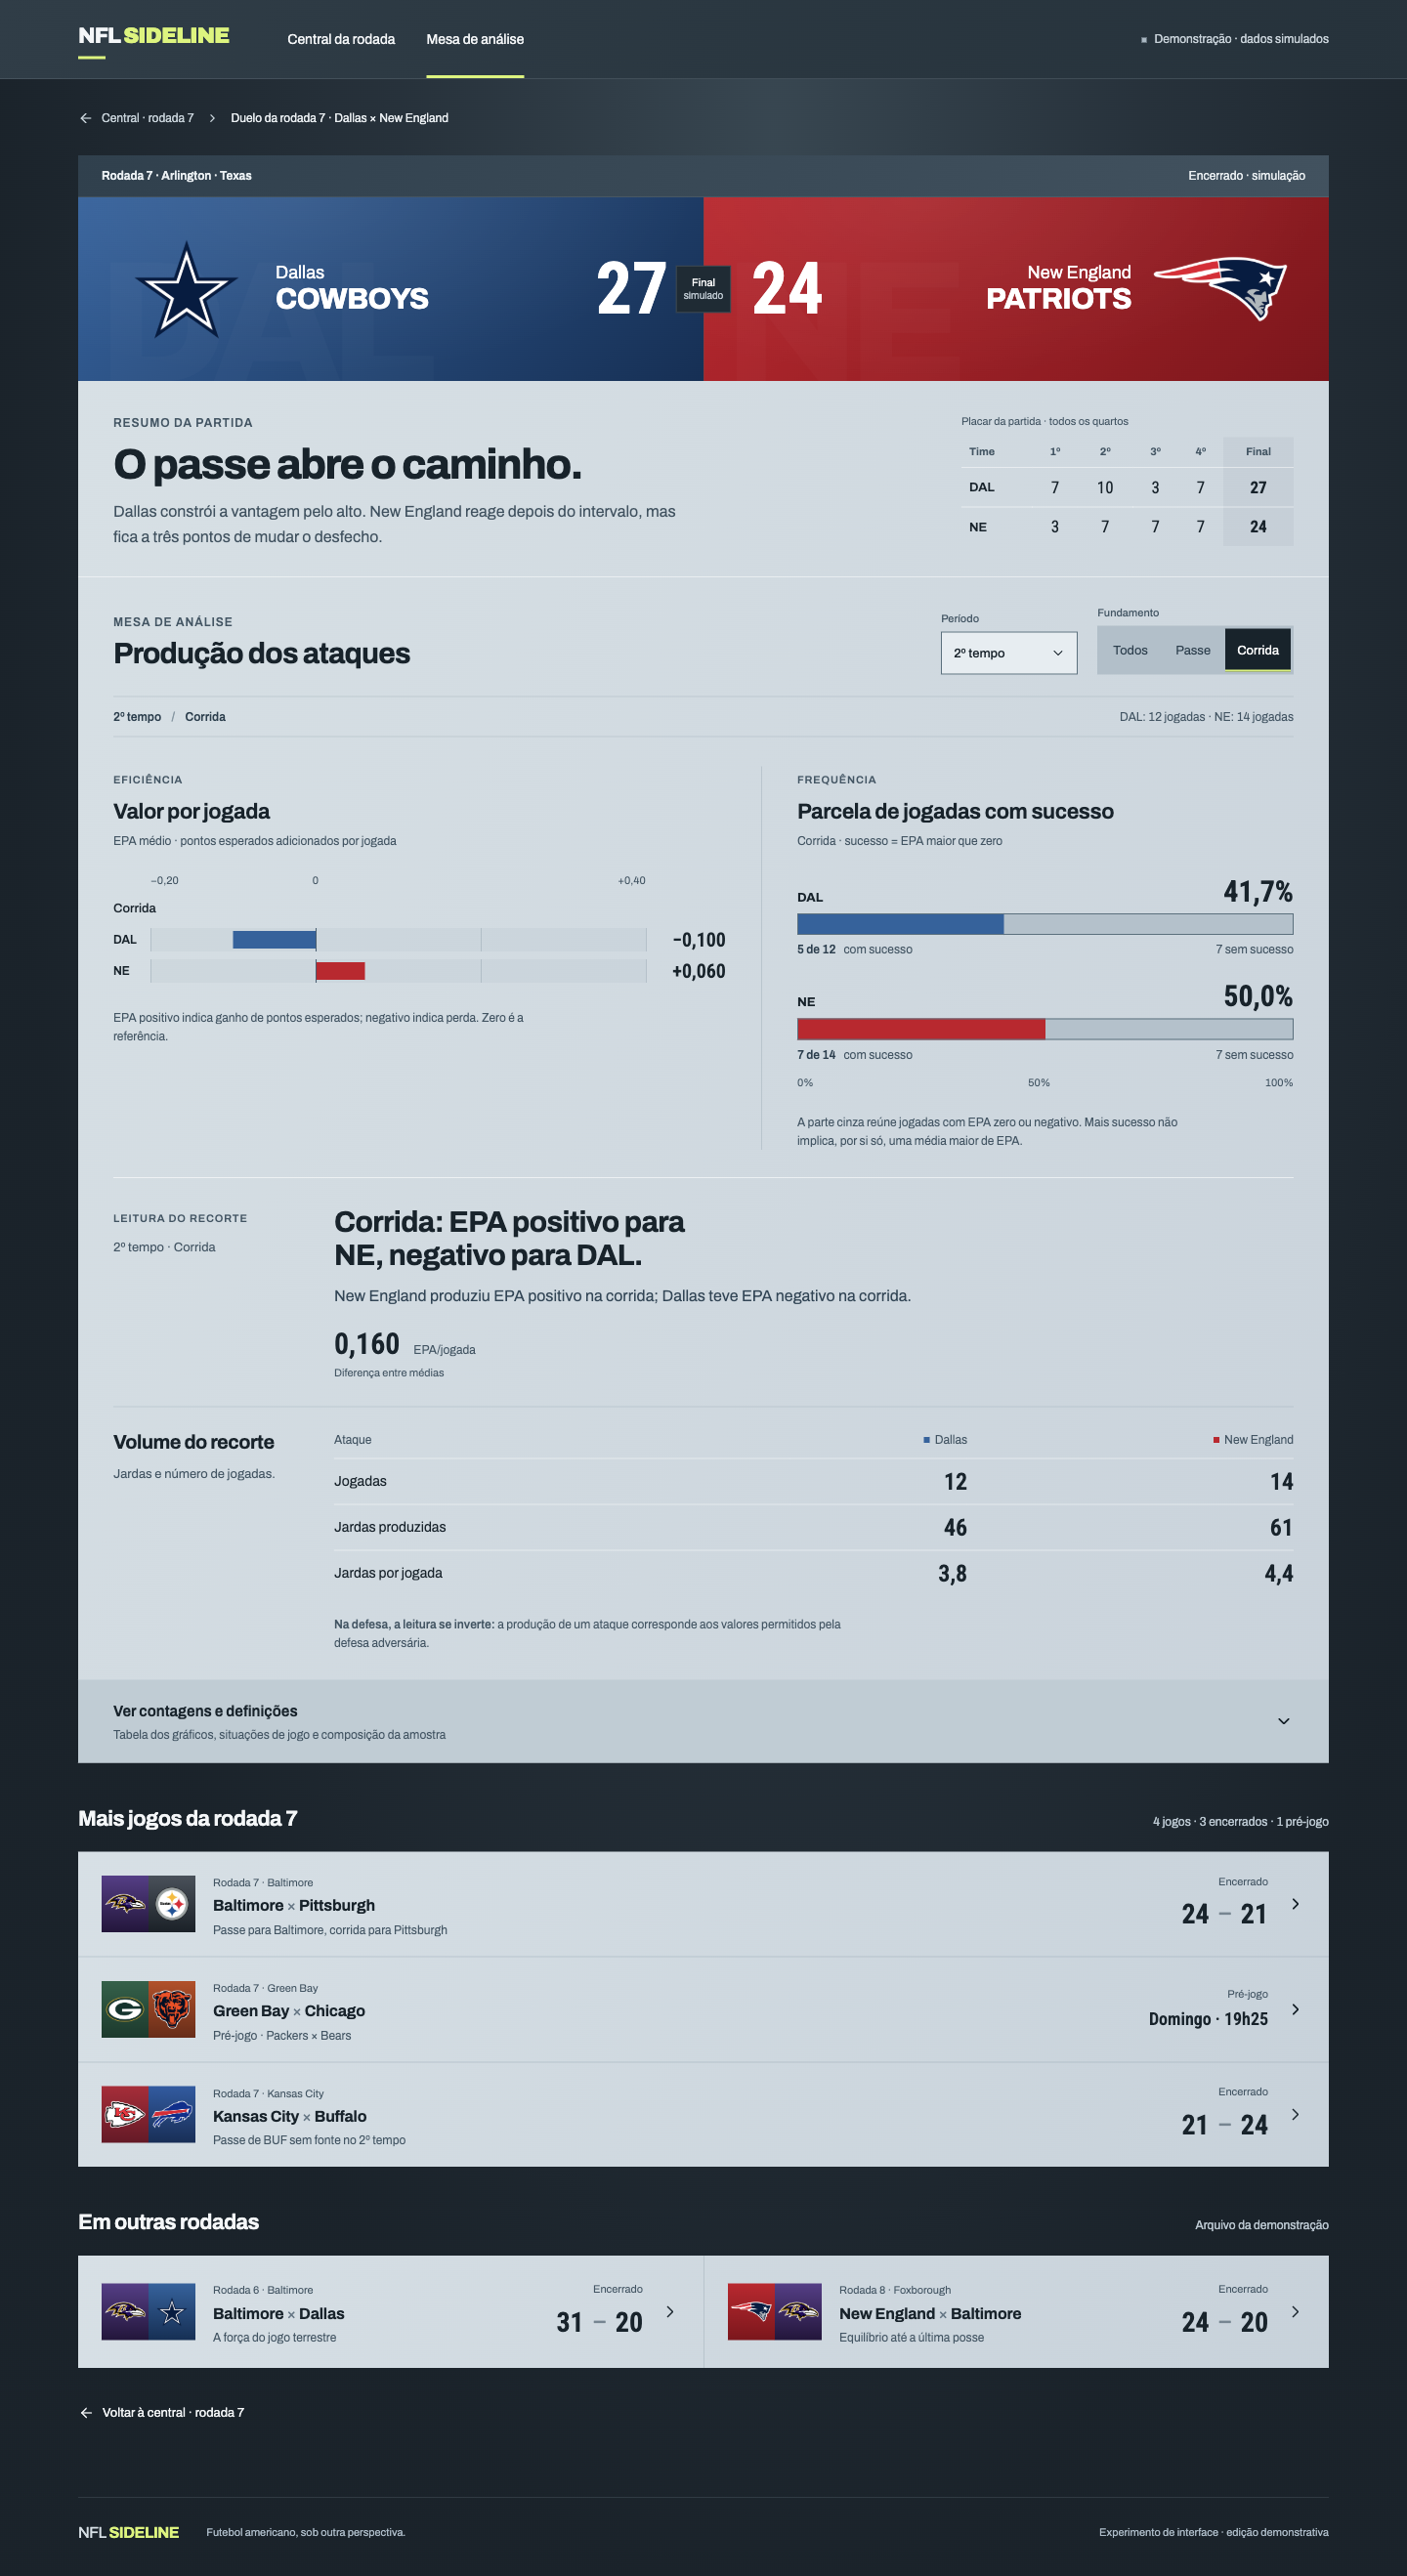 NFL SIDELINE
Central da rodada
Mesa de análise
Demonstração · dados simulados
Central · rodada 7
Duelo da rodada 7 · Dallas × New England
Rodada 7 · Arlington · Texas
Encerrado · simulação
DAL
NE
Dallas
COWBOYS
27
Final
simulado
24
New England
PATRIOTS
RESUMO DA PARTIDA
O passe abre o caminho.
Dallas constrói a vantagem pelo alto. New England reage depois do intervalo, mas
fica a três pontos de mudar o desfecho.
Placar da partida · todos os quartos
Time 1º 2º 3º 4º Final
DAL 7 10 3 7 27
NE 3 7 7 7 24
MESA DE ANÁLISE
Produção dos ataques
Período
2º tempo
Fundamento
Todos Passe Corrida
2º tempo / Corrida
DAL: 12 jogadas · NE: 14 jogadas
EFICIÊNCIA
Valor por jogada
EPA médio · pontos esperados adicionados por jogada
−0,20 0 +0,40
Corrida
DAL −0,100
NE +0,060
EPA positivo indica ganho de pontos esperados; negativo indica perda. Zero é a
referência.
FREQUÊNCIA
Parcela de jogadas com sucesso
Corrida · sucesso = EPA maior que zero
DAL 41,7%
5 de 12 com sucesso 7 sem sucesso
NE 50,0%
7 de 14 com sucesso 7 sem sucesso
0% 50% 100%
A parte cinza reúne jogadas com EPA zero ou negativo. Mais sucesso não
implica, por si só, uma média maior de EPA.
LEITURA DO RECORTE
2º tempo · Corrida
Corrida: EPA positivo para
NE, negativo para DAL.
New England produziu EPA positivo na corrida; Dallas teve EPA negativo na corrida.
0,160 EPA/jogada
Diferença entre médias
Volume do recorte
Jardas e número de jogadas.
Ataque Dallas New England
Jogadas 12 14
Jardas produzidas 46 61
Jardas por jogada 3,8 4,4
Na defesa, a leitura se inverte: a produção de um ataque corresponde aos valores permitidos pela
defesa adversária.
Ver contagens e definições
Tabela dos gráficos, situações de jogo e composição da amostra
Mais jogos da rodada 7
4 jogos · 3 encerrados · 1 pré-jogo
Rodada 7 · Baltimore
Baltimore × Pittsburgh
Passe para Baltimore, corrida para Pittsburgh
Encerrado
24 – 21
Rodada 7 · Green Bay
Green Bay × Chicago
Pré-jogo · Packers × Bears
Pré-jogo
Domingo · 19h25
Rodada 7 · Kansas City
Kansas City × Buffalo
Passe de BUF sem fonte no 2º tempo
Encerrado
21 – 24
Em outras rodadas
Arquivo da demonstração
Rodada 6 · Baltimore
Baltimore × Dallas
A força do jogo terrestre
Encerrado
31 – 20
Rodada 8 · Foxborough
New England × Baltimore
Equilíbrio até a última posse
Encerrado
24 – 20
Voltar à central · rodada 7
NFL SIDELINE
Futebol americano, sob outra perspectiva.
Experimento de interface · edição demonstrativa